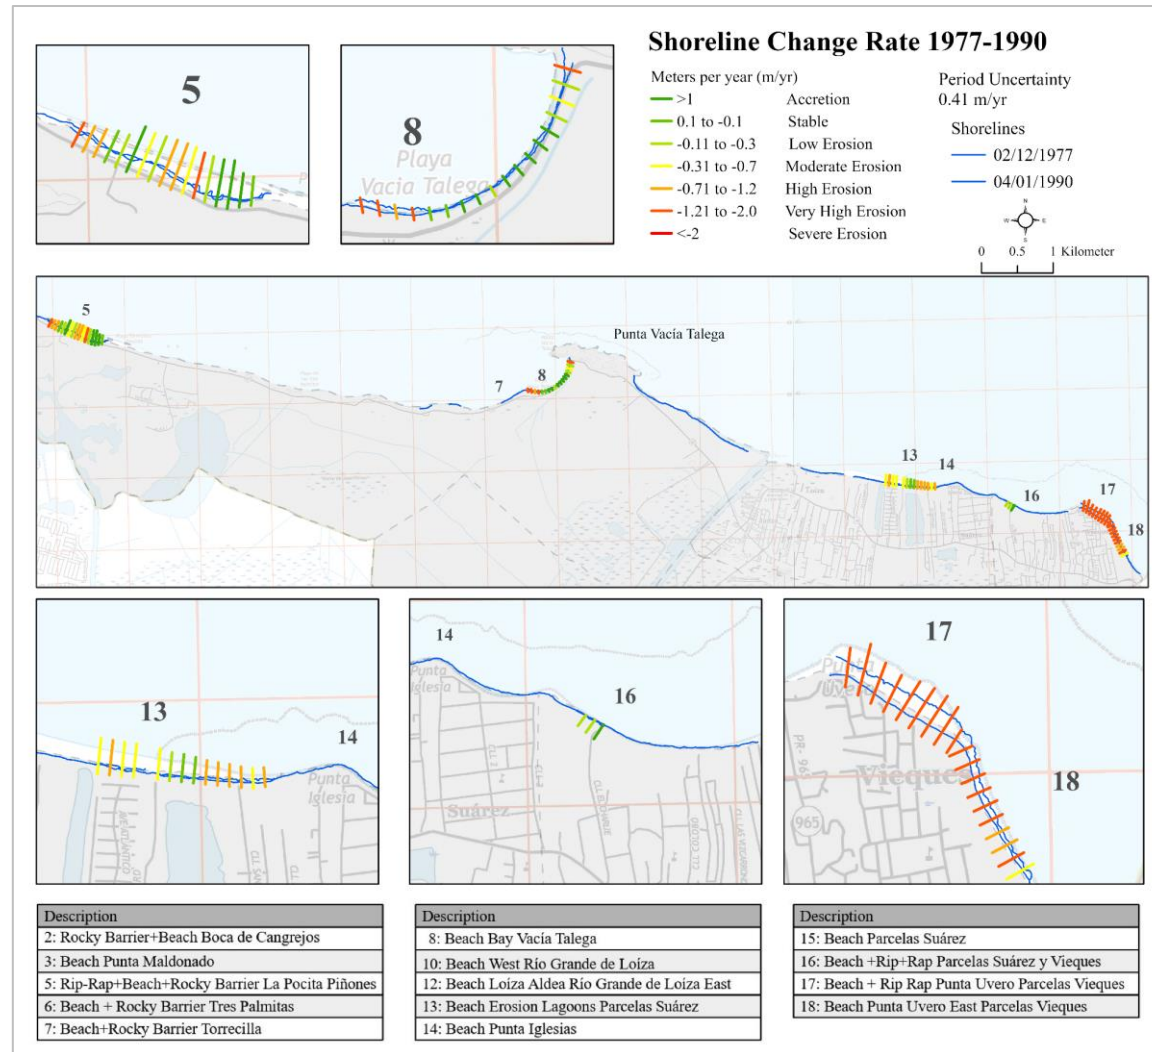 Shoreline Change Rate 1977-1990
Meters per year (m/yr)
>1 Accretion
0.1 to -0.1 Stable
-0.11 to -0.3 Low Erosion
-0.31 to -0.7 Moderate Erosion
-0.71 to -1.2 High Erosion
-1.21 to -2.0 Very High Erosion
<-2 Severe Erosion
Period Uncertainty
0.41 m/yr
Shorelines
02/12/1977
04/01/1990
N
W E
S
0 0.5 1 Kilometer
5
8
Playa
Vacia Talega
5
Punta Vacía Talega
7
8
13
14
16
17
18
13
14
Punta
Iglesia
14
Punta
Iglesia
16
Suárez
CLL 2
CLL COLOBO
17
Punta
Uvero
PR-965
Vieques
18
965
Description
2: Rocky Barrier+Beach Boca de Cangrejos
3: Beach Punta Maldonado
5: Rip-Rap+Beach+Rocky Barrier La Pocita Piñones
6: Beach + Rocky Barrier Tres Palmitas
7: Beach+Rocky Barrier Torrecilla
Description
8: Beach Bay Vacía Talega
10: Beach West Río Grande de Loíza
12: Beach Loíza Aldea Río Grande de Loíza East
13: Beach Erosion Lagoons Parcelas Suárez
14: Beach Punta Iglesias
Description
15: Beach Parcelas Suárez
16: Beach +Rip+Rap Parcelas Suárez y Vieques
17: Beach + Rip Rap Punta Uvero Parcelas Vieques
18: Beach Punta Uvero East Parcelas Vieques